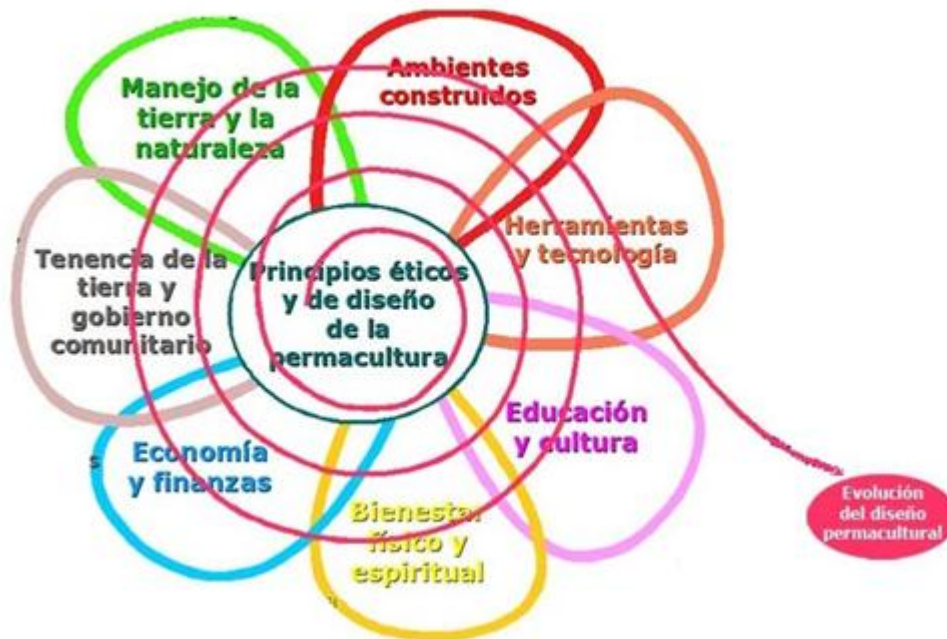 Manejo de la
tierra y la
naturaleza
Ambientes
construidos
Herramientas
y tecnología
Tenencia de la
tierra y
gobierno
comunitario
Principios éticos
y de diseño
de la
permacultura
Educación
y cultura
Economía
y finanzas
Bienestar
físico y
espiritual
Evolución
del diseño
permacultural